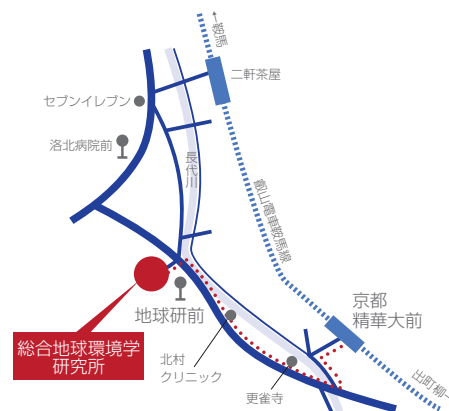 ←鞍馬
二軒茶屋
セブンイレブン
洛北病院前
長代川
叡山電車鞍馬線
総合地球環境学
研究所
地球研前
京都
精華大前
北村
クリニック
更雀寺
出町柳→